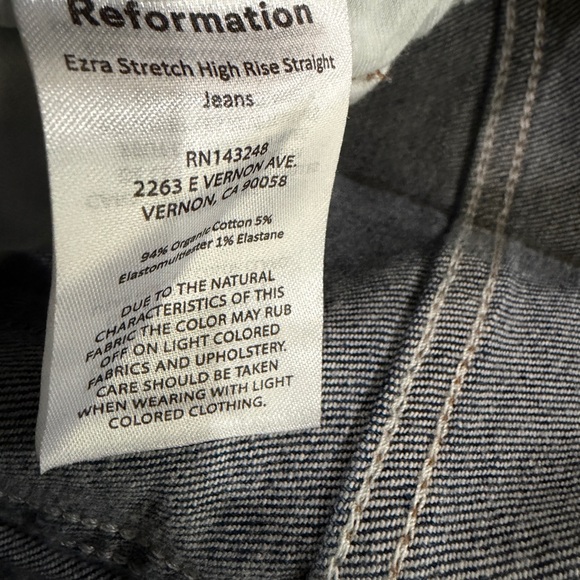 Reformation
Ezra Stretch High Rise Straight
Jeans
RN143248
2263 E VERNON AVE.
VERNON, CA 90058
94% Organic Cotton 5%
Elastomultiester 1% Elastane
DUE TO THE NATURAL
CHARACTERISTICS OF THIS
FABRIC THE COLOR MAY RUB
OFF ON LIGHT COLORED
FABRICS AND UPHOLSTERY.
CARE SHOULD BE TAKEN
WHEN WEARING WITH LIGHT
COLORED CLOTHING.